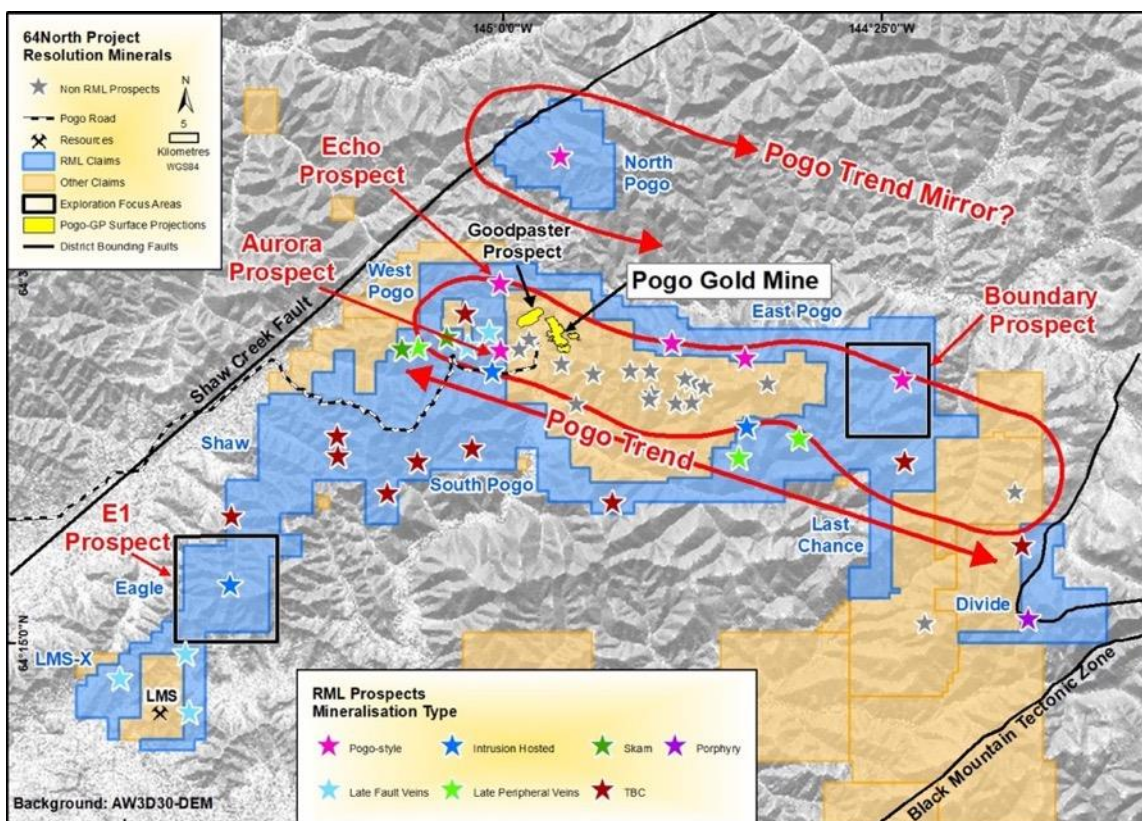 64North Project
Resolution Minerals
Non RML Prospects
Pogo Road
Resources
RML Claims
Other Claims
Exploration Focus Areas
Pogo-GP Surface Projections
District Bounding Faults
N
5
Kilometres
WGS84
145°0'0"W
144°25'0"W
Echo
Prospect
North
Pogo
Pogo Trend Mirror?
Aurora
Prospect
Goodpaster
Prospect
West
Pogo
Pogo Gold Mine
East Pogo
Boundary
Prospect
Shaw Creek Fault
Pogo Trend
Shaw
South Pogo
E1
Prospect
Eagle
Last
Chance
Divide
64°15'0"N
LMS-X
LMS
Black Mountain Tectonic Zone
RML Prospects
Mineralisation Type
Pogo-style
Intrusion Hosted
Skarn
Porphyry
Late Fault Veins
Late Peripheral Veins
TBC
Background: AW3D30-DEM